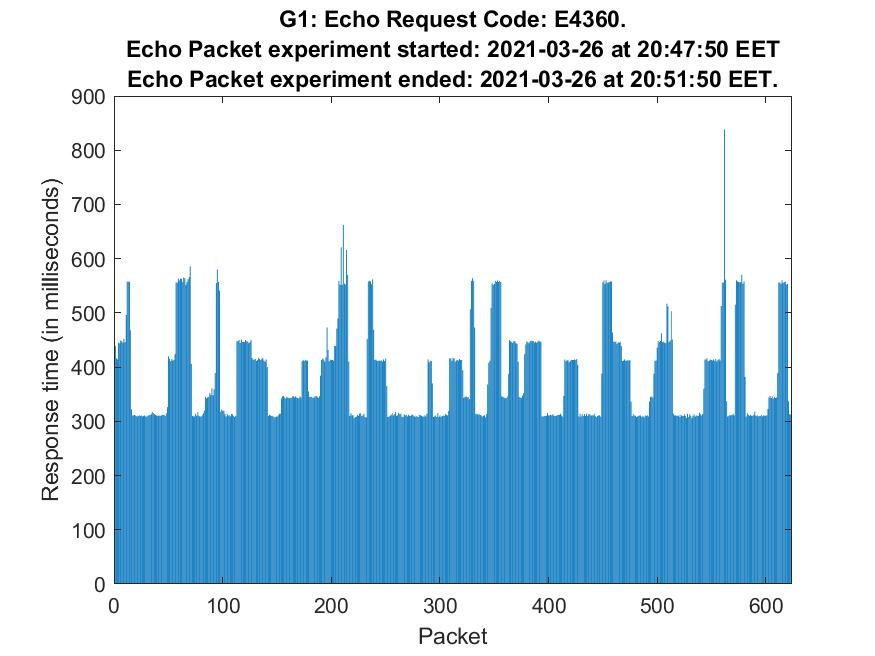 G1: Echo Request Code: E4360.
Echo Packet experiment started: 2021-03-26 at 20:47:50 EET
Echo Packet experiment ended: 2021-03-26 at 20:51:50 EET.
900
800
700
600
500
400
300
200
100
0
Response time (in milliseconds)
0 100 200 300 400 500 600
Packet